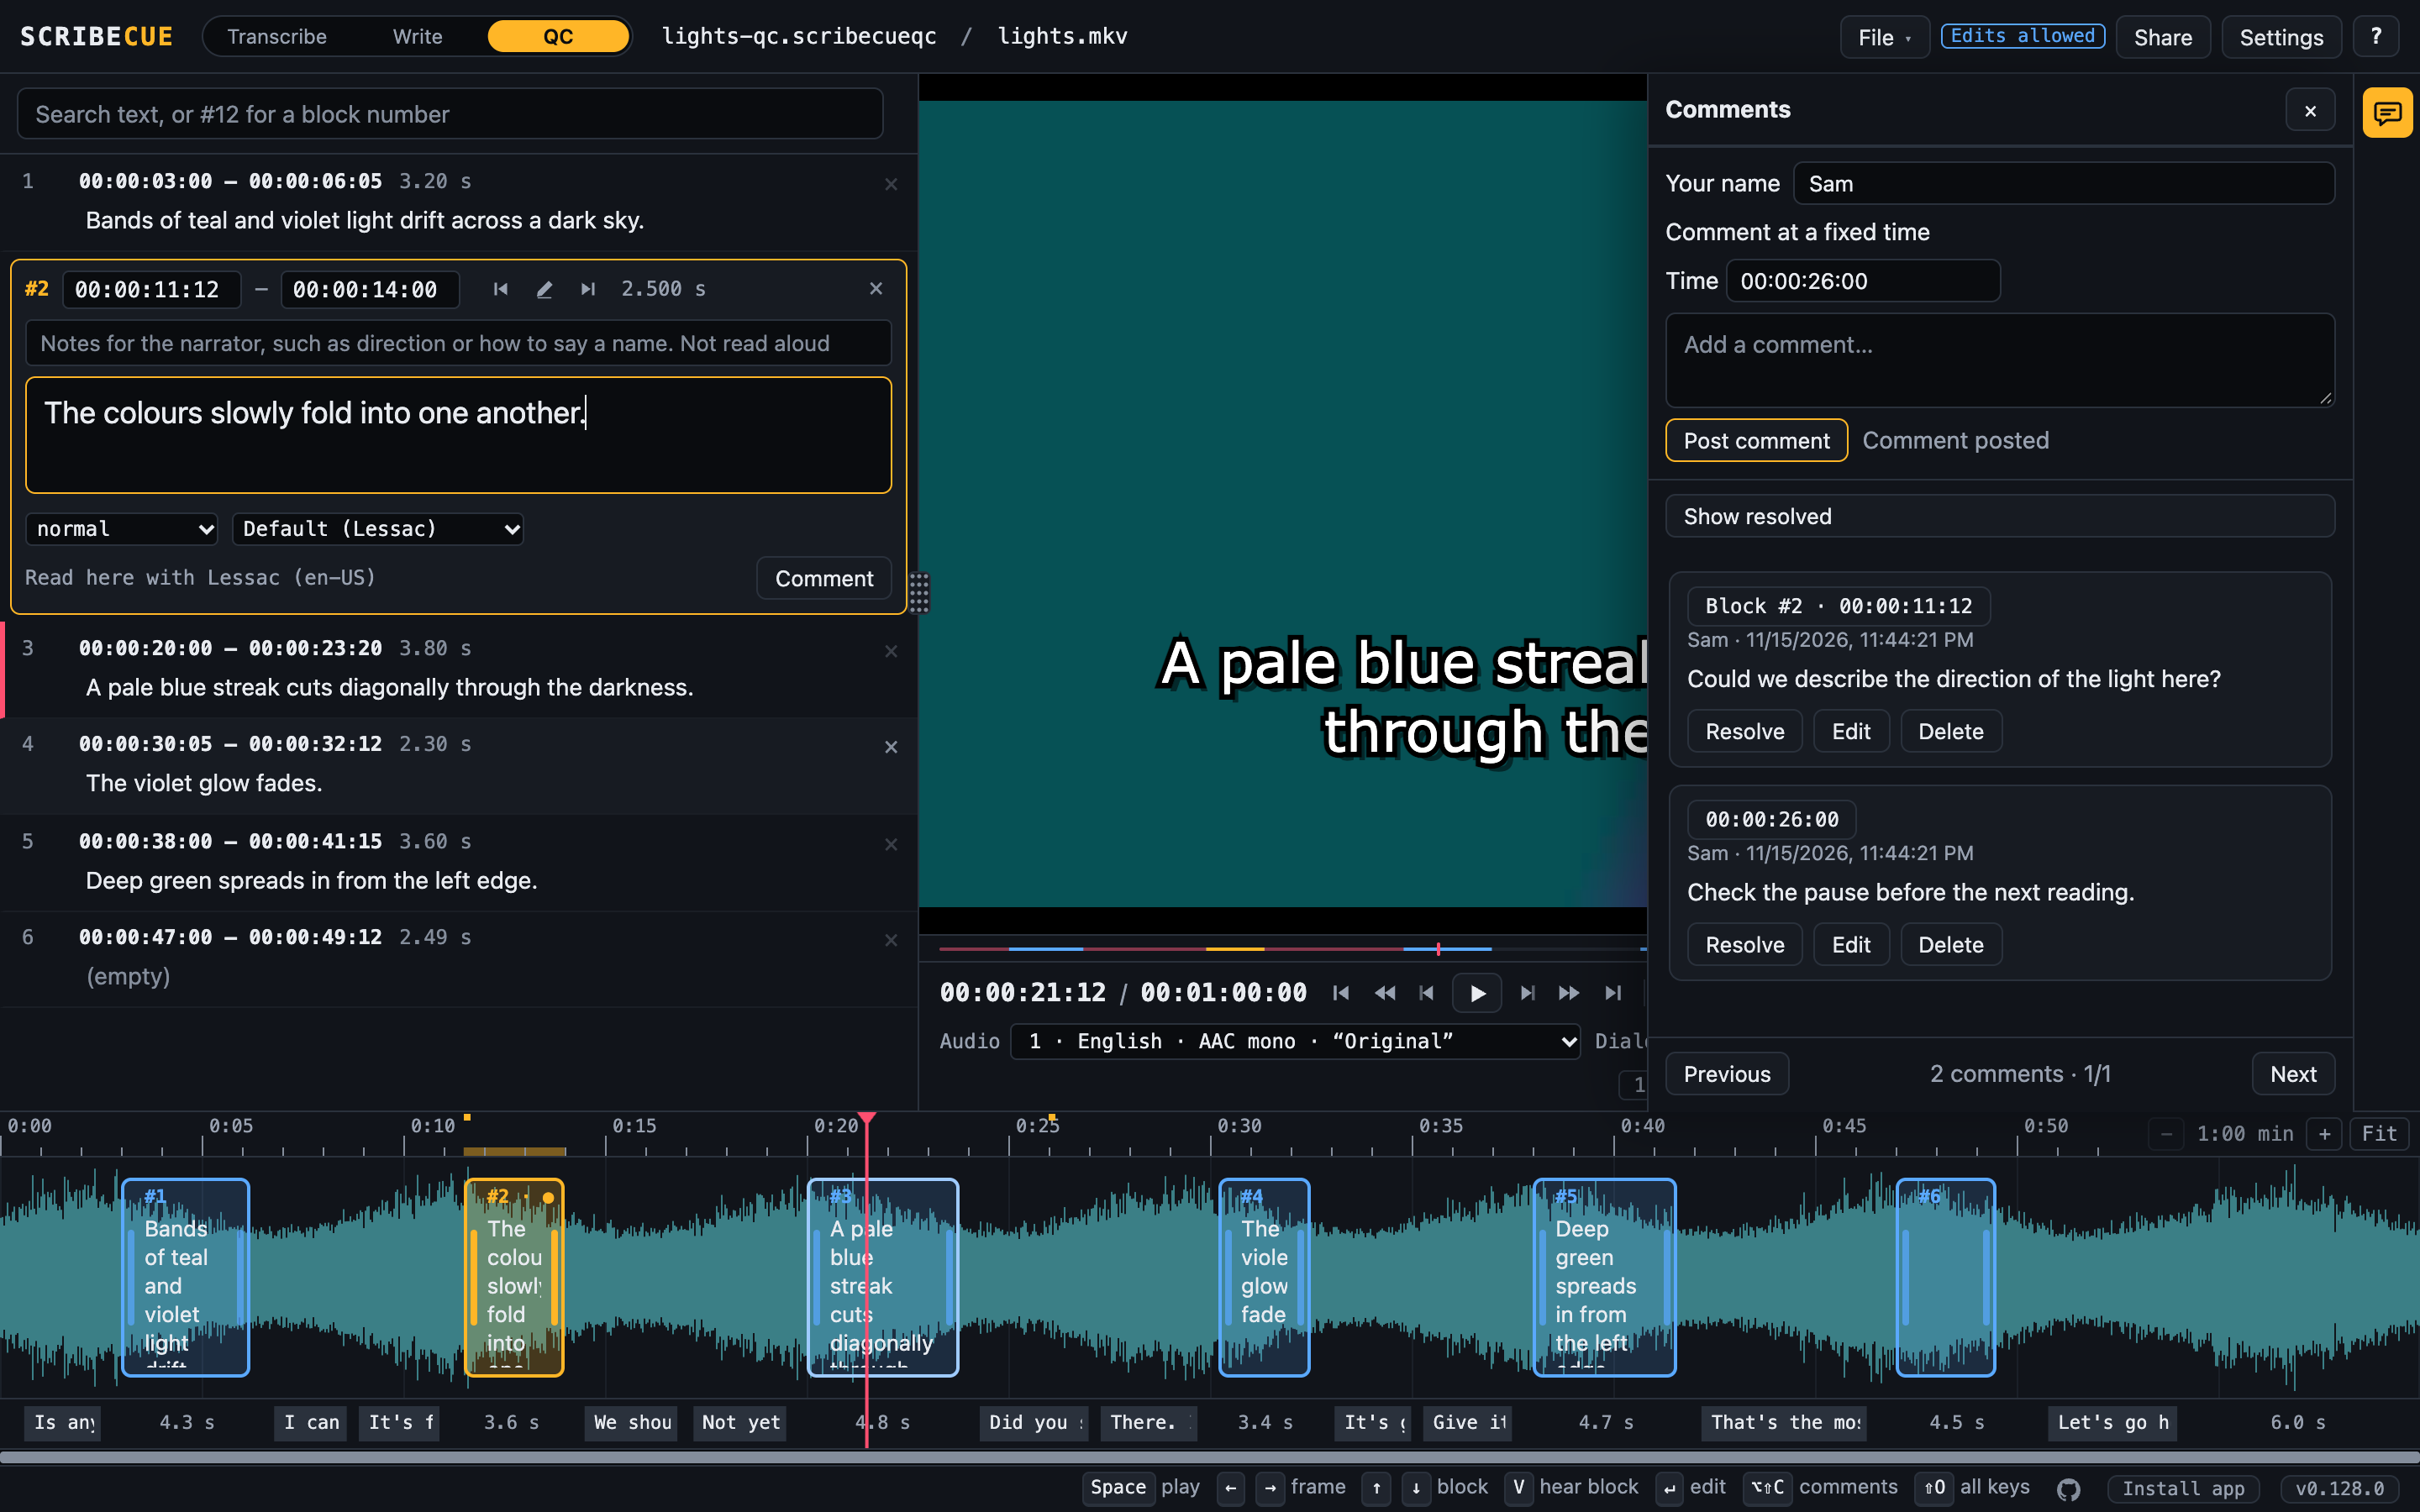 SCRIBECUE Transcribe Write QC lights-qc.scribecueqc / lights.mkv File Edits allowed Share Settings ?
Search text, or #12 for a block number
1 00:00:03:00 – 00:00:06:05 3.20 s
Bands of teal and violet light drift across a dark sky.
#2 00:00:11:12 – 00:00:14:00 2.500 s
Notes for the narrator, such as direction or how to say a name. Not read aloud
The colours slowly fold into one another.
normal Default (Lessac)
Read here with Lessac (en-US) Comment
3 00:00:20:00 – 00:00:23:20 3.80 s
A pale blue streak cuts diagonally through the darkness.
4 00:00:30:05 – 00:00:32:12 2.30 s
The violet glow fades.
5 00:00:38:00 – 00:00:41:15 3.60 s
Deep green spreads in from the left edge.
6 00:00:47:00 – 00:00:49:12 2.49 s
(empty)
A pale blue streak
through the
00:00:21:12 / 00:01:00:00
Audio 1 · English · AAC mono · “Original”
Comments
Your name Sam
Comment at a fixed time
Time 00:00:26:00
Add a comment...
Post comment Comment posted
Show resolved
Block #2 · 00:00:11:12
Sam · 11/15/2026, 11:44:21 PM
Could we describe the direction of the light here?
Resolve Edit Delete
00:00:26:00
Sam · 11/15/2026, 11:44:21 PM
Check the pause before the next reading.
Resolve Edit Delete
Previous 2 comments · 1/1 Next
0:00 0:05 0:10 0:15 0:20 0:25 0:30 0:35 0:40 0:45 0:50 − 1:00 min + Fit
#1 #2 · #3 #4 #5 #6
Bands The A pale The Deep
of teal colou blue viole green
and slowly streak glow spreads
violet fold cuts fade in from
light into diagonally the left
drift one through edge
Is any 4.3 s I can It's f 3.6 s We shou Not yet 4.8 s Did you There. 3.4 s It's g Give it 4.7 s That's the mos 4.5 s Let's go h 6.0 s
Space play ← → frame ↑ ↓ block V hear block ↵ edit ⌥⇧C comments ⇧O all keys Install app v0.128.0